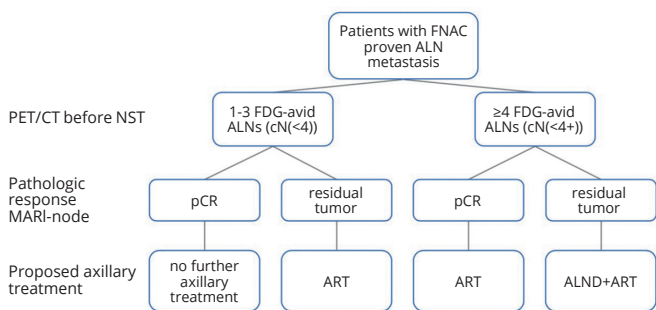 Patients with FNAC
proven ALN
metastasis
PET/CT before NST
1-3 FDG-avid
ALNs (cN(<4))
≥4 FDG-avid
ALNs (cN(<4+))
Pathologic
response
MARI-node
pCR
residual
tumor
pCR
residual
tumor
Proposed axillary
treatment
no further
axillary
treatment
ART
ART
ALND+ART